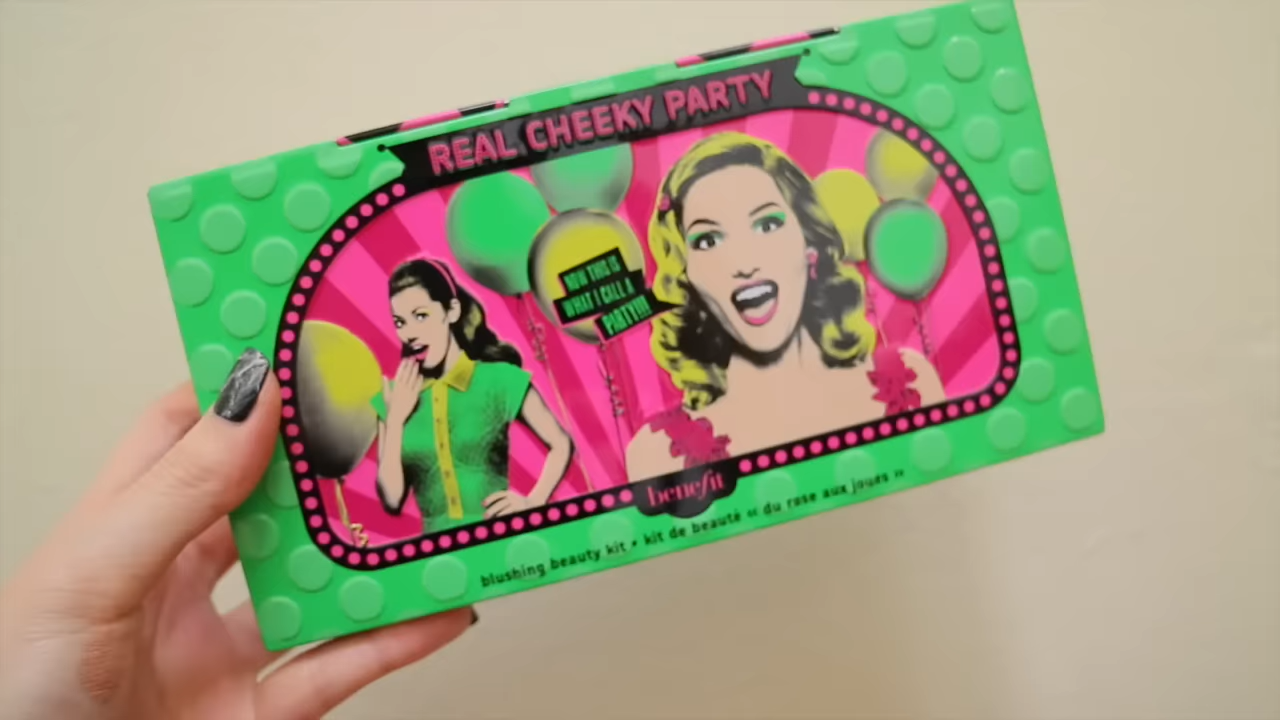 REAL CHEEKY PARTY
NOW THIS IS
WHAT I CALL A
PARTY!!!
benefit
blushing beauty kit • kit de beauté « du rose aux joues »